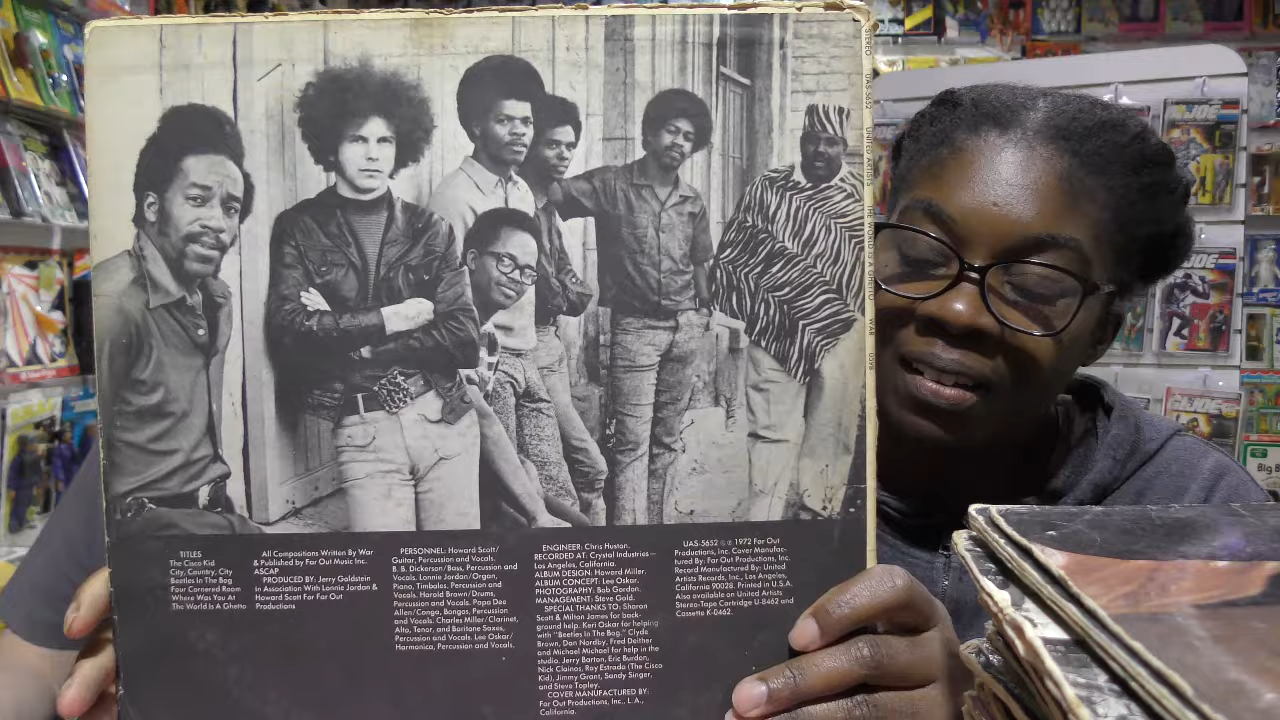 STEREO UAS-5652 UNITED ARTISTS THE WORLD IS A GHETTO WAR 0598
TITLES
The Cisco Kid
City, Country, City
Beetles In The Bog
Four Cornered Room
Where Was You At
The World Is A Ghetto
All Compositions Written By War
& Published by Far Out Music Inc.
ASCAP
PRODUCED BY: Jerry Goldstein
in Association With Lonnie Jordan &
Howard Scott For Far Out
Productions
PERSONNEL: Howard Scott/
Guitar, Percussion and Vocals.
B. B. Dickerson/Bass, Percussion and
Vocals. Lonnie Jordan/Organ,
Piano, Timbales, Percussion and
Vocals. Harold Brown/Drums,
Percussion and Vocals. Papa Dee
Allen/Conga, Bongos, Percussion
and Vocals. Charles Miller/Clarinet,
Alto, Tenor, and Baritone Saxes,
Percussion and Vocals. Lee Oskar/
Harmonica, Percussion and Vocals.
ENGINEER: Chris Huston.
RECORDED AT: Crystal Industries—
Los Angeles, California.
ALBUM DESIGN: Howard Miller.
ALBUM CONCEPT: Lee Oskar.
PHOTOGRAPHY: Bob Gordon.
MANAGEMENT: Steve Gold.
SPECIAL THANKS TO: Sharon
Scott & Milton James for back-
ground help. Keri Oskar for helping
with "Beetles In The Bog." Clyde
Brown, Dan Nordby, Fred Deither
and Michael Michael for help in the
studio. Jerry Barton, Eric Burdon,
Nick Clainos, Roy Estrada (The Cisco
Kid), Jimmy Grant, Sandy Singer,
and Steve Topley.
COVER MANUFACTURED BY:
Far Out Productions, Inc., L.A.,
California.
UAS-5652 © ℗ 1972 Far Out
Productions, Inc. Cover Manufac-
tured By: Far Out Productions, Inc.
Record Manufactured By: United
Artists Records, Inc., Los Angeles,
California 90028. Printed in U.S.A.
Also available on United Artists
Stereo-Tape Cartridge U-8462 and
Cassette K-0462.
G.I. JOE
G.I. JOE
G.I. JOE
Big